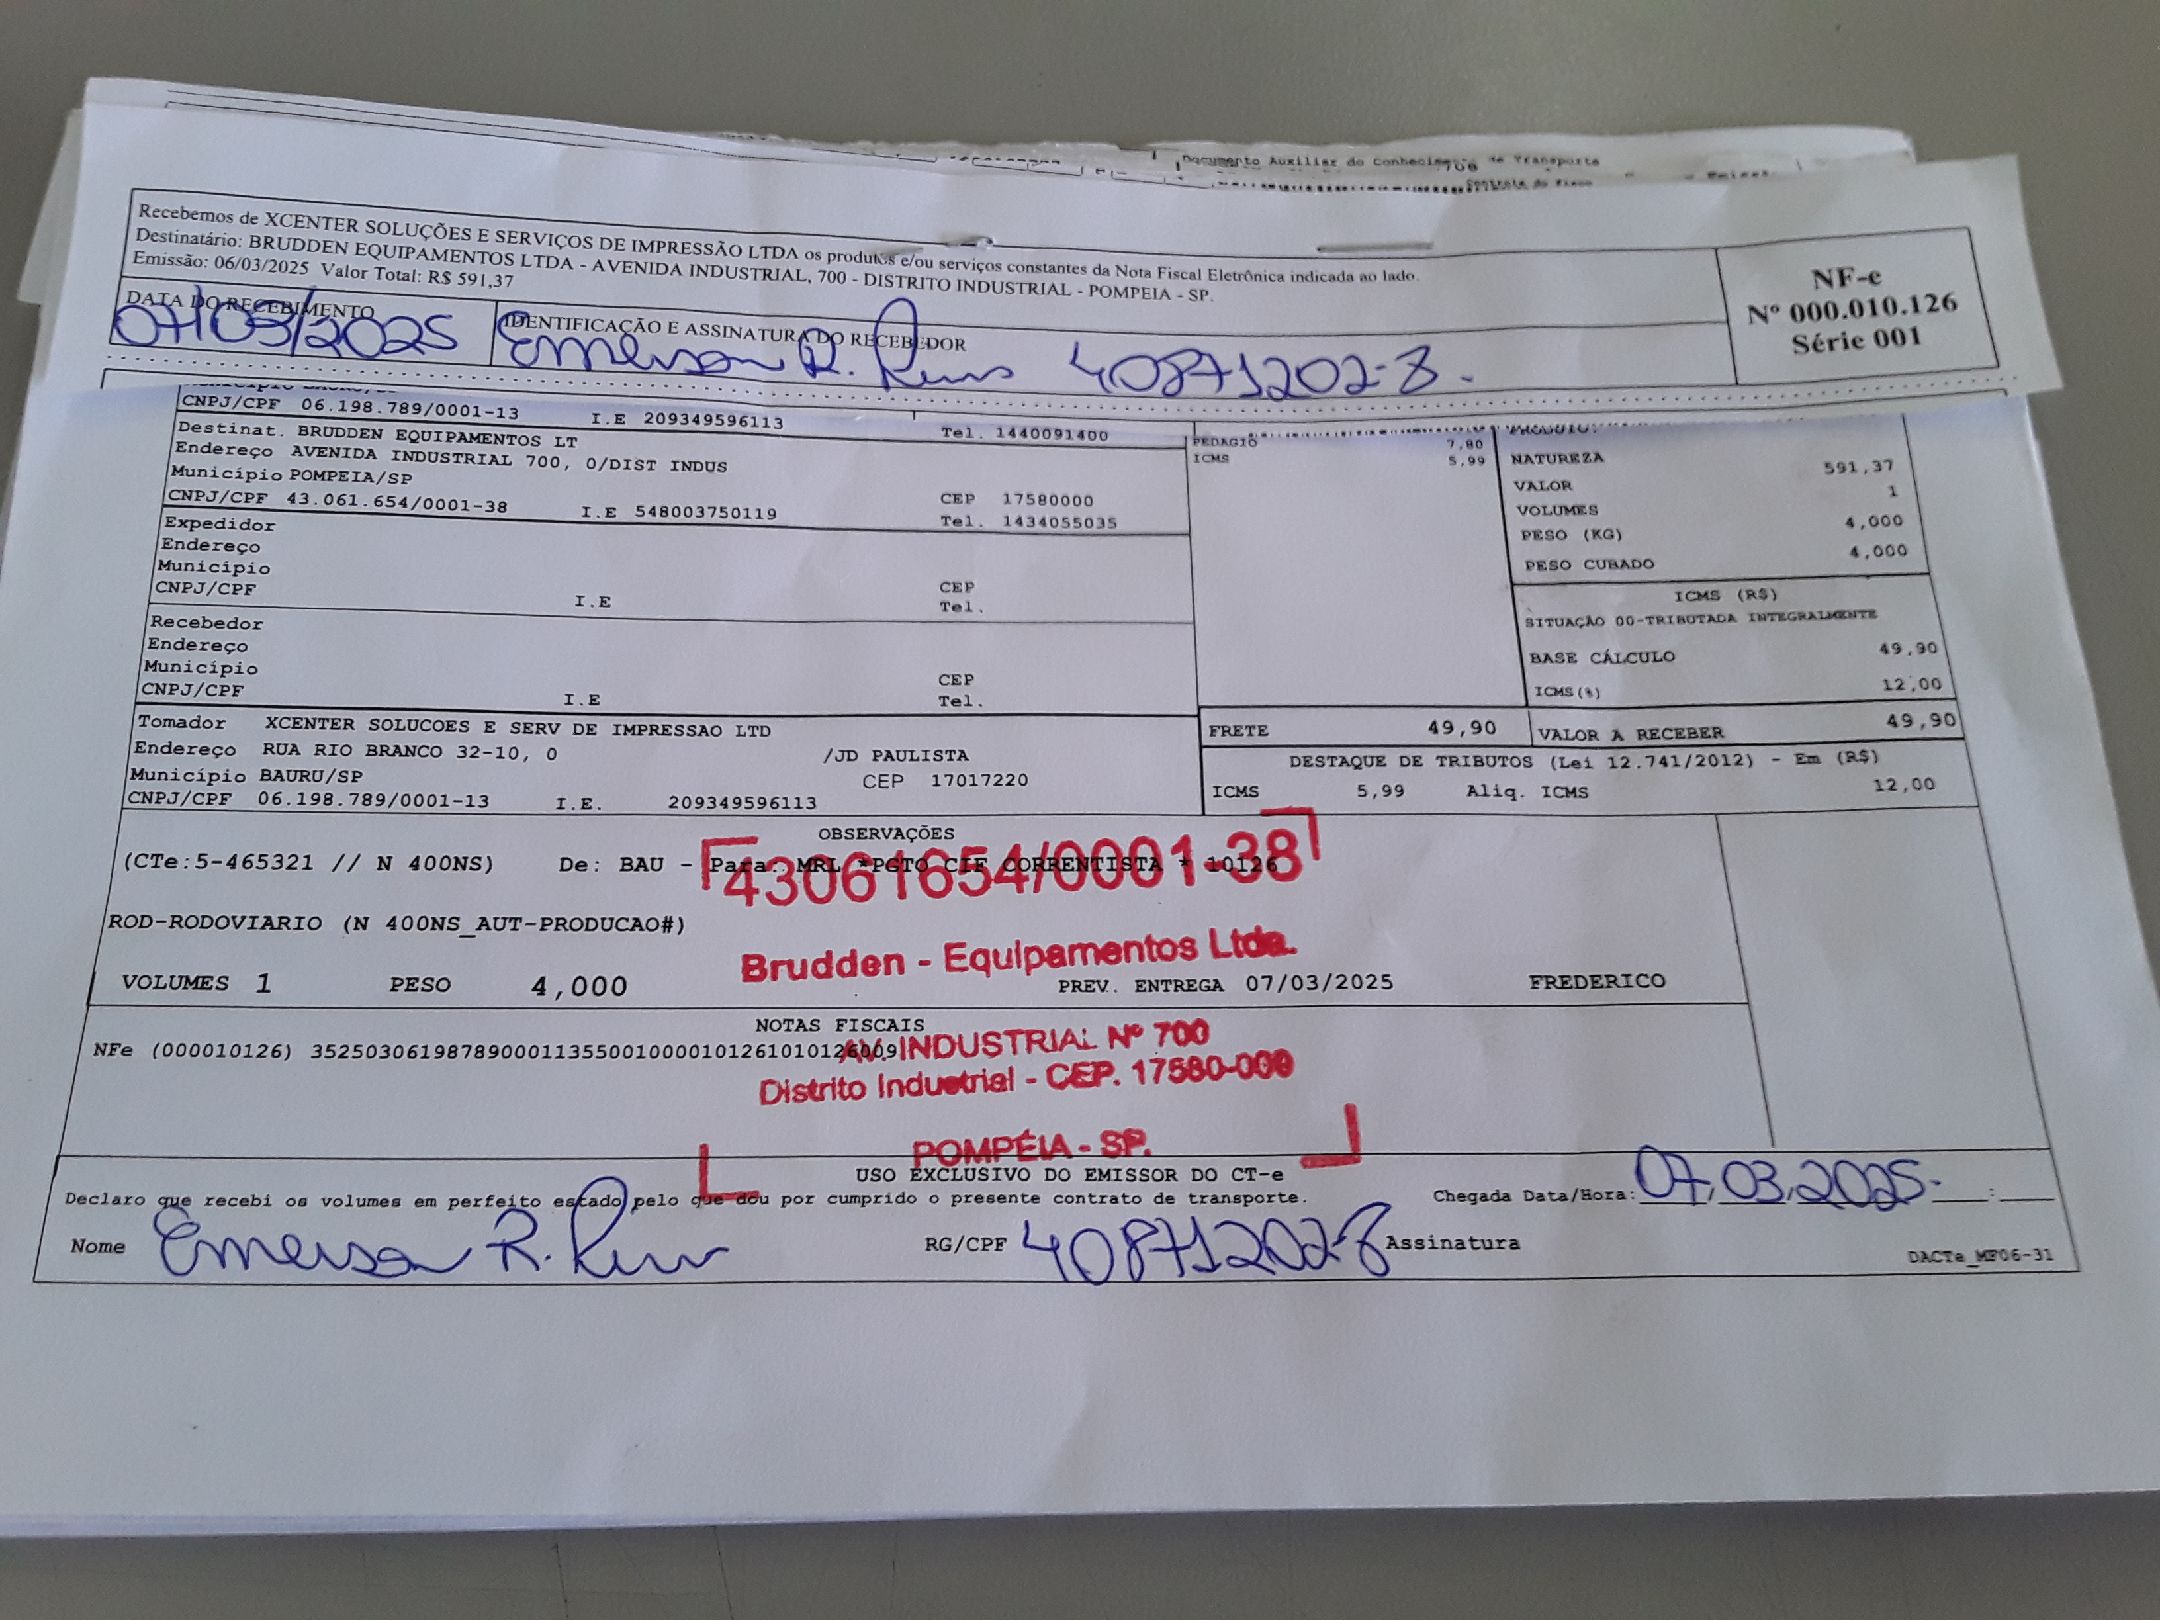 Documento Auxiliar do Conhecimento de Transporte
Controle do Fisco
Recebemos de XCENTER SOLUÇÕES E SERVIÇOS DE IMPRESSÃO LTDA os produtos e/ou serviços constantes da Nota Fiscal Eletrônica indicada ao lado.
Destinatário: BRUDDEN EQUIPAMENTOS LTDA - AVENIDA INDUSTRIAL, 700 - DISTRITO INDUSTRIAL - POMPEIA - SP.
Emissão: 06/03/2025 Valor Total: R$ 591,37
NF-e
Nº 000.010.126
Série 001
DATA DO RECEBIMENTO
07/03/2025
IDENTIFICAÇÃO E ASSINATURA DO RECEBEDOR
Emerson R. 40871202-8.
CNPJ/CPF 06.198.789/0001-13 I.E 209349596113 Tel. 1440091400
Destinat. BRUDDEN EQUIPAMENTOS LT
Endereço AVENIDA INDUSTRIAL 700, 0/DIST INDUS
Município POMPEIA/SP CEP 17580000
CNPJ/CPF 43.061.654/0001-38 I.E 548003750119 Tel. 1434055035
Expedidor
Endereço
Município CEP
CNPJ/CPF I.E Tel.
Recebedor
Endereço
Município CEP
CNPJ/CPF I.E Tel.
Tomador XCENTER SOLUCOES E SERV DE IMPRESSAO LTD
Endereço RUA RIO BRANCO 32-10, 0 /JD PAULISTA
Município BAURU/SP CEP 17017220
CNPJ/CPF 06.198.789/0001-13 I.E. 209349596113
PEDAGIO 7,80
ICMS 5,99
PRODUTO
NATUREZA
VALOR 591,37
VOLUMES 1
PESO (KG) 4,000
PESO CUBADO 4,000
ICMS (R$)
SITUAÇÃO 00-TRIBUTADA INTEGRALMENTE
BASE CÁLCULO 49,90
ICMS(%) 12,00
FRETE 49,90 VALOR A RECEBER 49,90
DESTAQUE DE TRIBUTOS (Lei 12.741/2012) - Em (R$)
ICMS 5,99 Aliq. ICMS 12,00
OBSERVAÇÕES
(CTe:5-465321 // N 400NS) De: BAU - Para: MRL *PGTO CIF CORRENTISTA * 10126
43061654/0001-38
ROD-RODOVIARIO (N 400NS_AUT-PRODUCAO#)
Brudden - Equipamentos Ltda.
VOLUMES 1 PESO 4,000 PREV. ENTREGA 07/03/2025 FREDERICO
NOTAS FISCAIS
NFe (000010126) 35250306198789000113550010000101261010126009
AV. INDUSTRIAL Nº 700
Distrito Industrial - CEP. 17580-000
POMPÉIA - SP.
USO EXCLUSIVO DO EMISSOR DO CT-e
Declaro que recebi os volumes em perfeito estado pelo que dou por cumprido o presente contrato de transporte. Chegada Data/Hora: 07/03/2025
Nome Emerson R. RG/CPF 40871202-8 Assinatura
DACTe_MF06-31